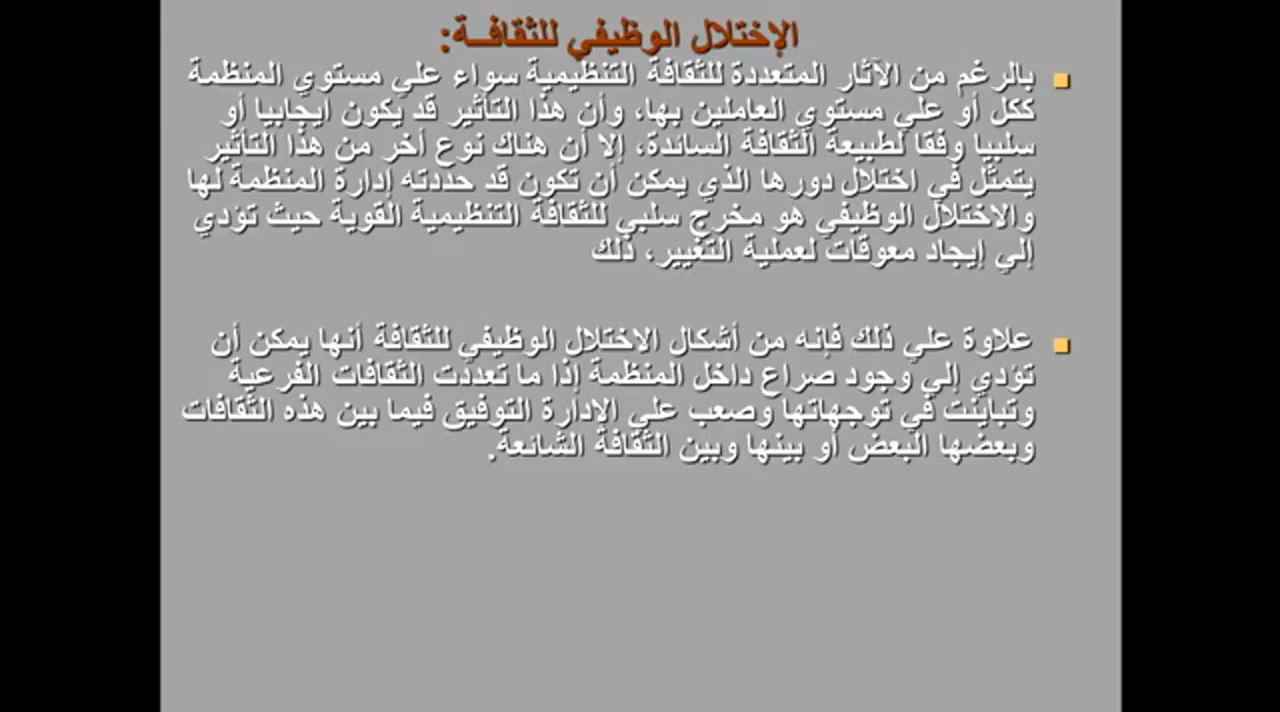 الإختلال الوظيفي للثقافــة:
بالرغم من الآثار المتعددة للثقافة التنظيمية سواء علي مستوي المنظمة
ككل أو علي مستوي العاملين بها، وأن هذا التأثير قد يكون ايجابيا أو
سلبيا وفقا لطبيعة الثقافة السائدة، إلا أن هناك نوع أخر من هذا التأثير
يتمثل في اختلال دورها الذي يمكن أن تكون قد حددته إدارة المنظمة لها
والاختلال الوظيفي هو مخرج سلبي للثقافة التنظيمية القوية حيث تؤدي
إلي إيجاد معوقات لعملية التغيير، ذلك
علاوة علي ذلك فإنه من أشكال الاختلال الوظيفي للثقافة أنها يمكن أن
تؤدي إلي وجود صراع داخل المنظمة إذا ما تعددت الثقافات الفرعية
وتباينت في توجهاتها وصعب علي الإدارة التوفيق فيما بين هذه الثقافات
وبعضها البعض أو بينها وبين الثقافة الشائعة.